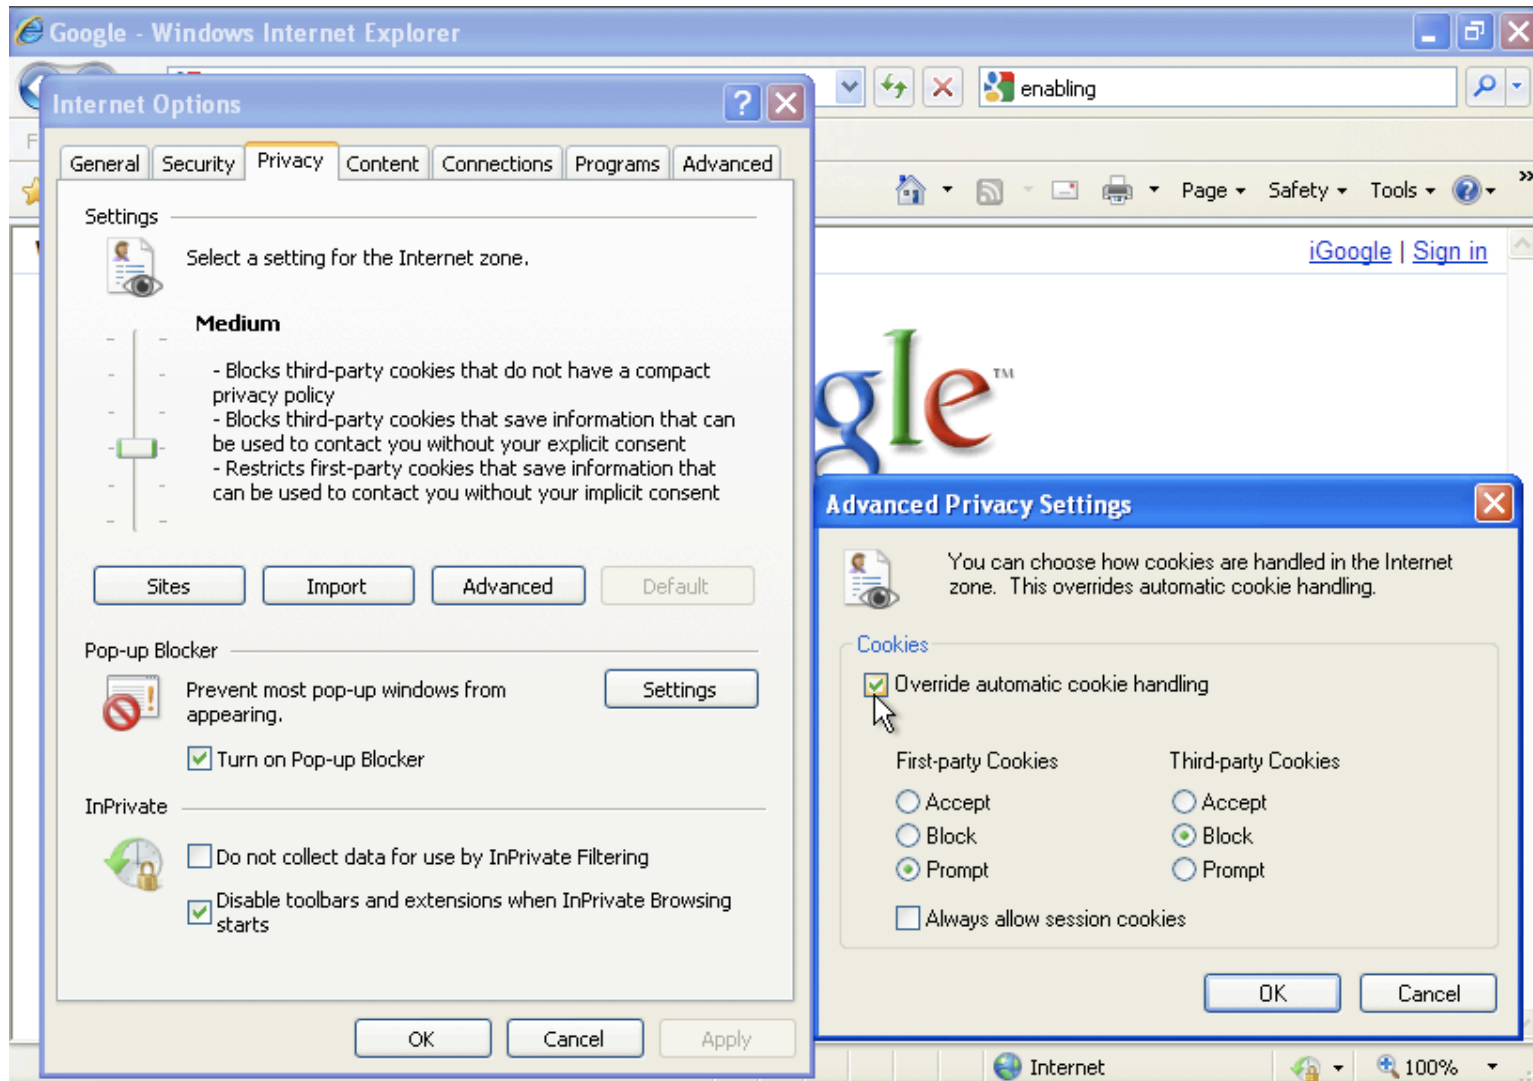 Google - Windows Internet Explorer
enabling
Page
Safety
Tools
»
iGoogle | Sign in
gle™
Internet Options
General
Security
Privacy
Content
Connections
Programs
Advanced
Settings
Select a setting for the Internet zone.
Medium
- Blocks third-party cookies that do not have a compact
privacy policy
- Blocks third-party cookies that save information that can
be used to contact you without your explicit consent
- Restricts first-party cookies that save information that
can be used to contact you without your implicit consent
Sites
Import
Advanced
Default
Pop-up Blocker
Prevent most pop-up windows from
appearing.
Settings
Turn on Pop-up Blocker
InPrivate
Do not collect data for use by InPrivate Filtering
Disable toolbars and extensions when InPrivate Browsing
starts
OK
Cancel
Apply
Advanced Privacy Settings
You can choose how cookies are handled in the Internet
zone. This overrides automatic cookie handling.
Cookies
Override automatic cookie handling
First-party Cookies
Third-party Cookies
Accept
Accept
Block
Block
Prompt
Prompt
Always allow session cookies
OK
Cancel
Internet
100%